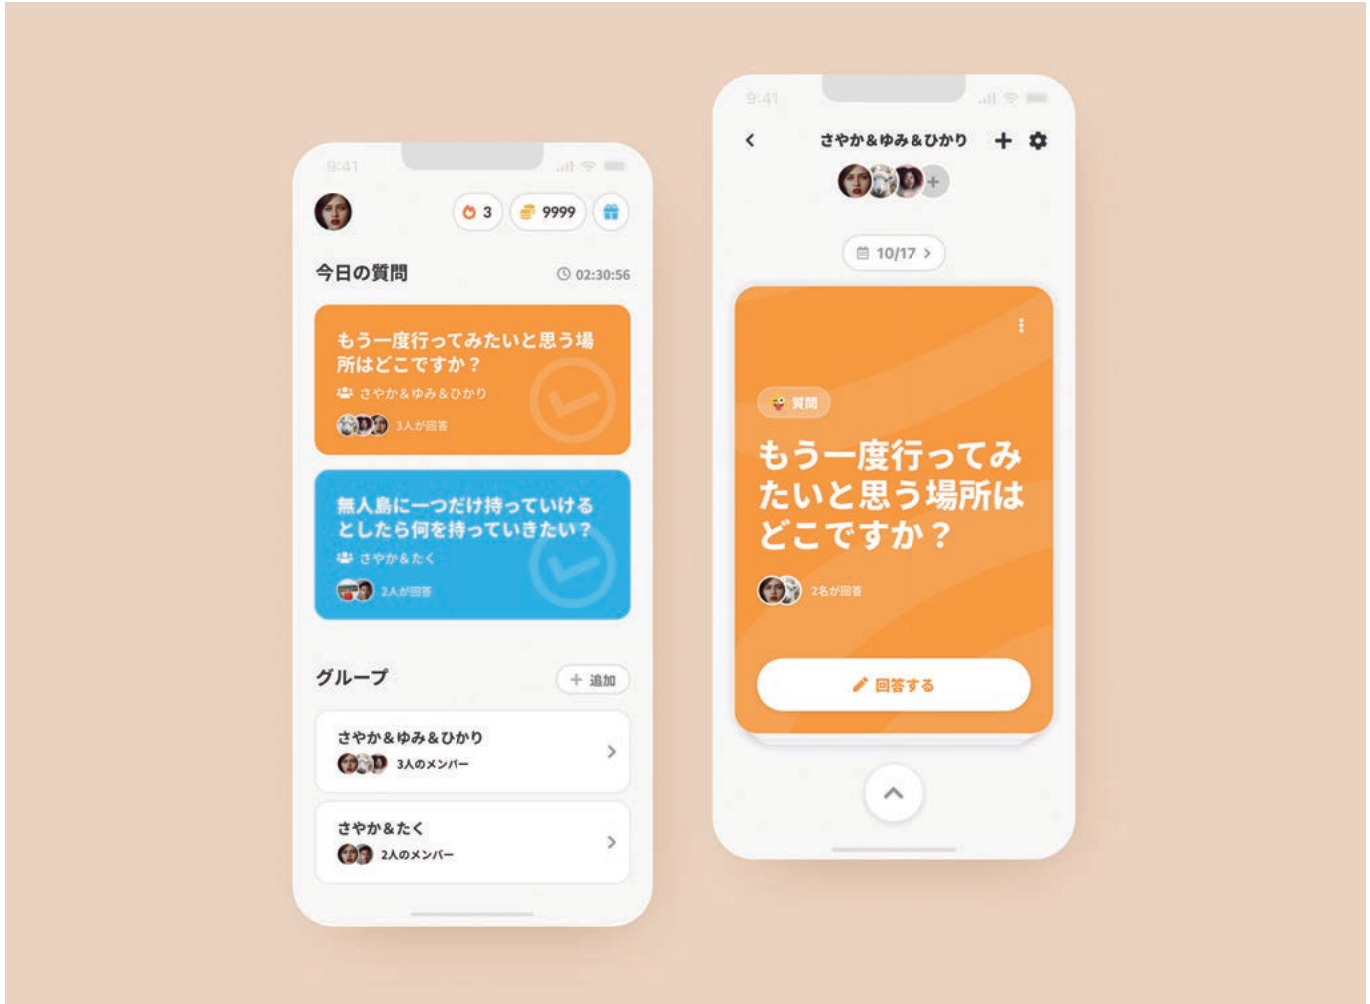 9:41
3
9999
今日の質問
02:30:56
もう一度行ってみたいと思う場
所はどこですか？
さやか&ゆみ&ひかり
3人が回答
無人島に一つだけ持っていける
としたら何を持っていきたい？
さやか&たく
2人が回答
グループ
+ 追加
さやか&ゆみ&ひかり
3人のメンバー
さやか&たく
2人のメンバー
9:41
さやか&ゆみ&ひかり
10/17
質問
もう一度行ってみ
たいと思う場所は
どこですか？
2名が回答
回答する